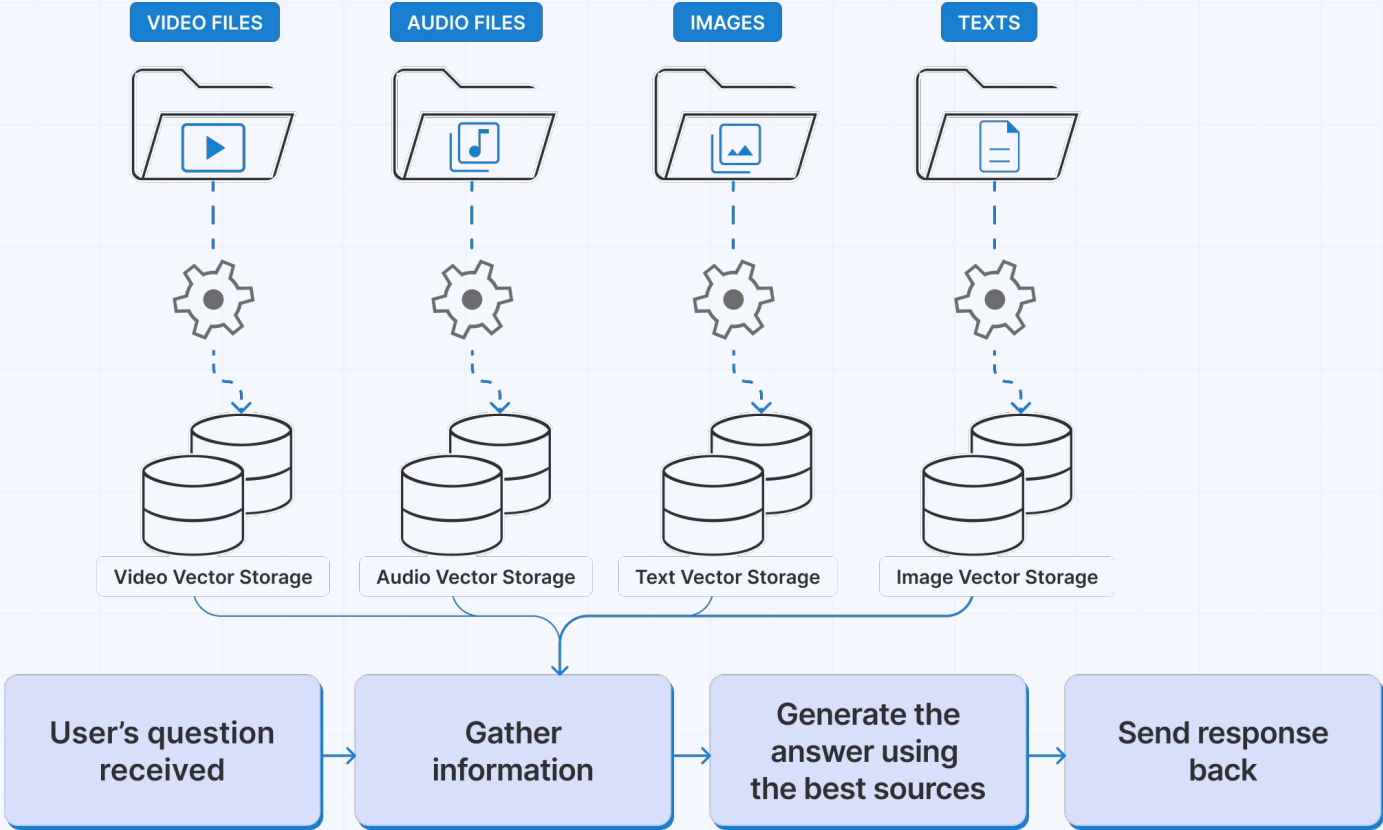 VIDEO FILES
AUDIO FILES
IMAGES
TEXTS
Video Vector Storage
Audio Vector Storage
Text Vector Storage
Image Vector Storage
User’s question
received
Gather
information
Generate the
answer using
the best sources
Send response
back